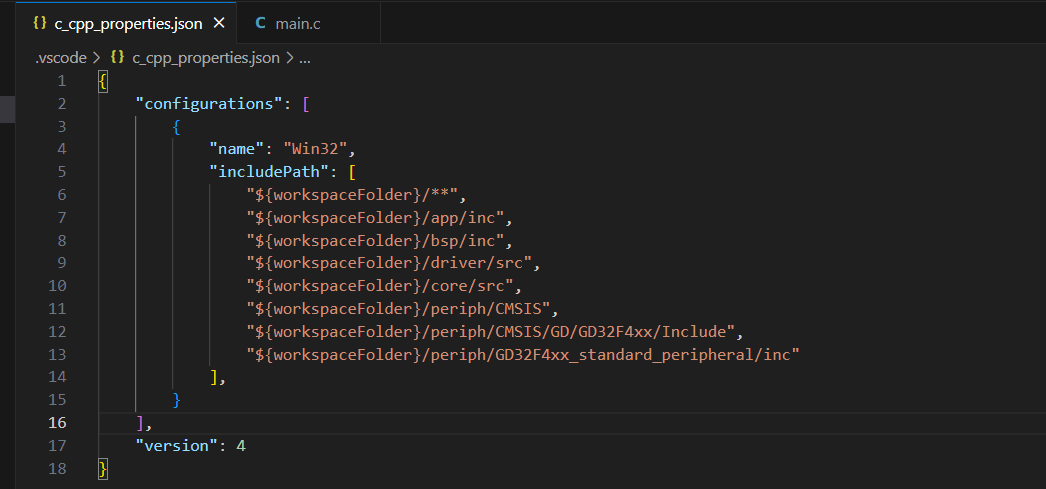 {} c_cpp_properties.json ×
C main.c
.vscode > {} c_cpp_properties.json > ...
1 {
2 "configurations": [
3 {
4 "name": "Win32",
5 "includePath": [
6 "${workspaceFolder}/**",
7 "${workspaceFolder}/app/inc",
8 "${workspaceFolder}/bsp/inc",
9 "${workspaceFolder}/driver/src",
10 "${workspaceFolder}/core/src",
11 "${workspaceFolder}/periph/CMSIS",
12 "${workspaceFolder}/periph/CMSIS/GD/GD32F4xx/Include",
13 "${workspaceFolder}/periph/GD32F4xx_standard_peripheral/inc"
14 ],
15 }
16 ],
17 "version": 4
18 }